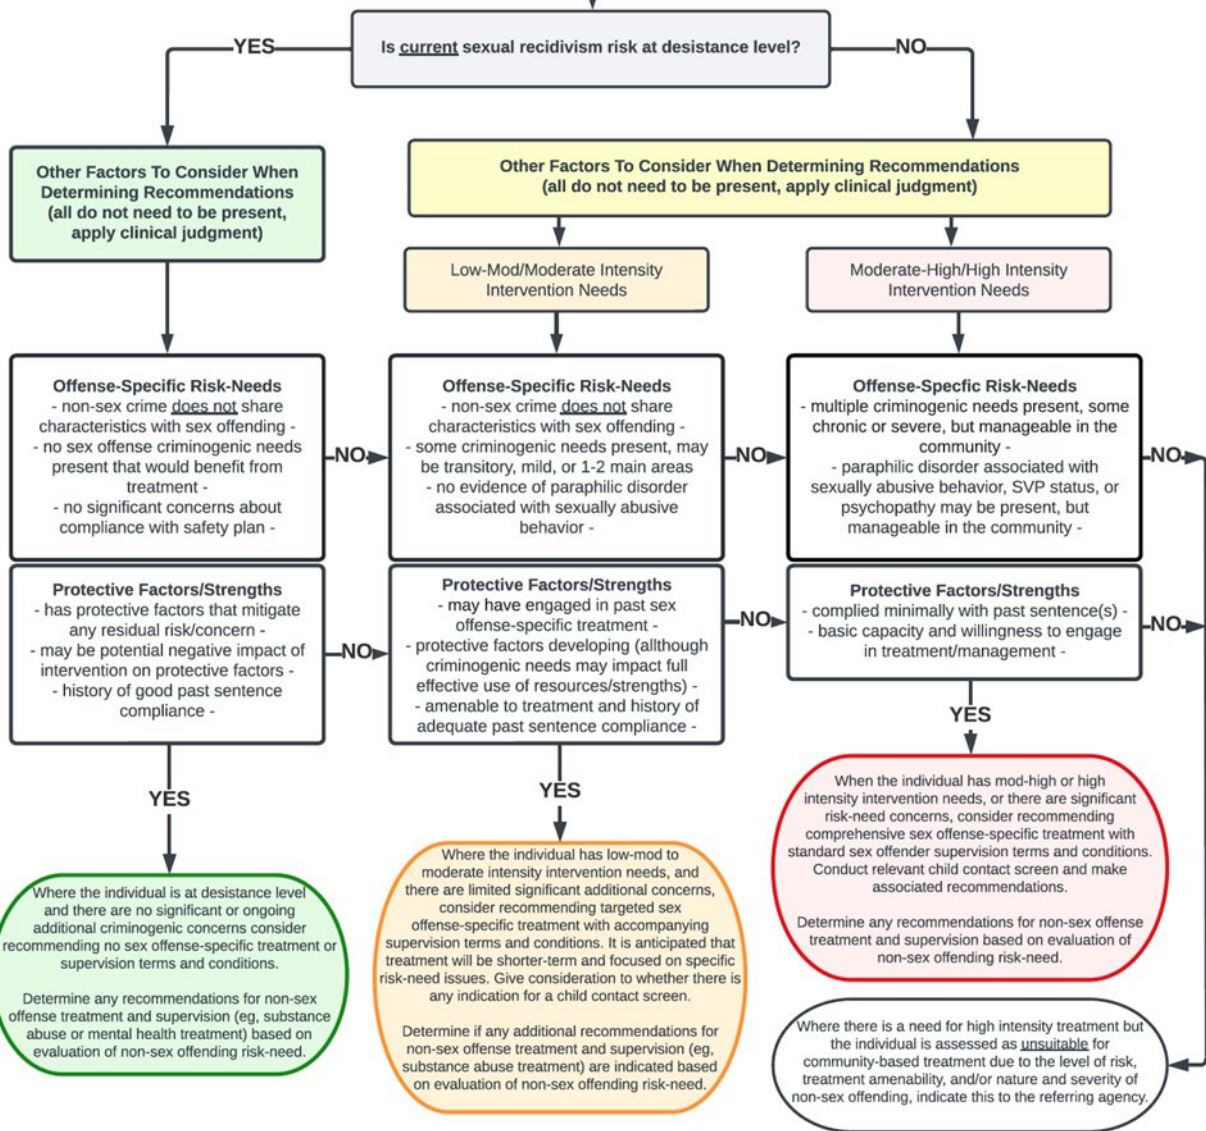 Is current sexual recidivism risk at desistance level?
YES
NO
Other Factors To Consider When
Determining Recommendations
(all do not need to be present,
apply clinical judgment)
Other Factors To Consider When Determining Recommendations
(all do not need to be present, apply clinical judgment)
Low-Mod/Moderate Intensity
Intervention Needs
Moderate-High/High Intensity
Intervention Needs
Offense-Specific Risk-Needs
- non-sex crime does not share
characteristics with sex offending -
- no sex offense criminogenic needs
present that would benefit from
treatment -
- no significant concerns about
compliance with safety plan -
NO
Offense-Specific Risk-Needs
- non-sex crime does not share
characteristics with sex offending -
- some criminogenic needs present, may
be transitory, mild, or 1-2 main areas
- no evidence of paraphilic disorder
associated with sexually abusive
behavior -
NO
Offense-Specfic Risk-Needs
- multiple criminogenic needs present, some
chronic or severe, but manageable in the
community -
- paraphilic disorder associated with
sexually abusive behavior, SVP status, or
psychopathy may be present, but
manageable in the community -
NO
Protective Factors/Strengths
- has protective factors that mitigate
any residual risk/concern -
- may be potential negative impact of
intervention on protective factors -
- history of good past sentence
compliance -
NO
Protective Factors/Strengths
- may have engaged in past sex
offense-specific treatment -
- protective factors developing (allthough
criminogenic needs may impact full
effective use of resources/strengths) -
- amenable to treatment and history of
adequate past sentence compliance -
NO
Protective Factors/Strengths
- complied minimally with past sentence(s) -
- basic capacity and willingness to engage
in treatment/management -
NO
YES
YES
YES
Where the individual is at desistance level
and there are no significant or ongoing
additional criminogenic concerns consider
recommending no sex offense-specific treatment or
supervision terms and conditions.
Determine any recommendations for non-sex
offense treatment and supervision (eg, substance
abuse or mental health treatment) based on
evaluation of non-sex offending risk-need.
Where the individual has low-mod to
moderate intensity intervention needs, and
there are limited significant additional concerns,
consider recommending targeted sex
offense-specific treatment with accompanying
supervision terms and conditions. It is anticipated that
treatment will be shorter-term and focused on specific
risk-need issues. Give consideration to whether there is
any indication for a child contact screen.
Determine if any additional recommendations for
non-sex offense treatment and supervision (eg,
substance abuse treatment) are indicated based
on evaluation of non-sex offending risk-need.
When the individual has mod-high or high
intensity intervention needs, or there are significant
risk-need concerns, consider recommending
comprehensive sex offense-specific treatment with
standard sex offender supervision terms and conditions.
Conduct relevant child contact screen and make
associated recommendations.
Determine any recommendations for non-sex offense
treatment and supervision based on evaluation of
non-sex offending risk-need.
Where there is a need for high intensity treatment but
the individual is assessed as unsuitable for
community-based treatment due to the level of risk,
treatment amenability, and/or nature and severity of
non-sex offending, indicate this to the referring agency.